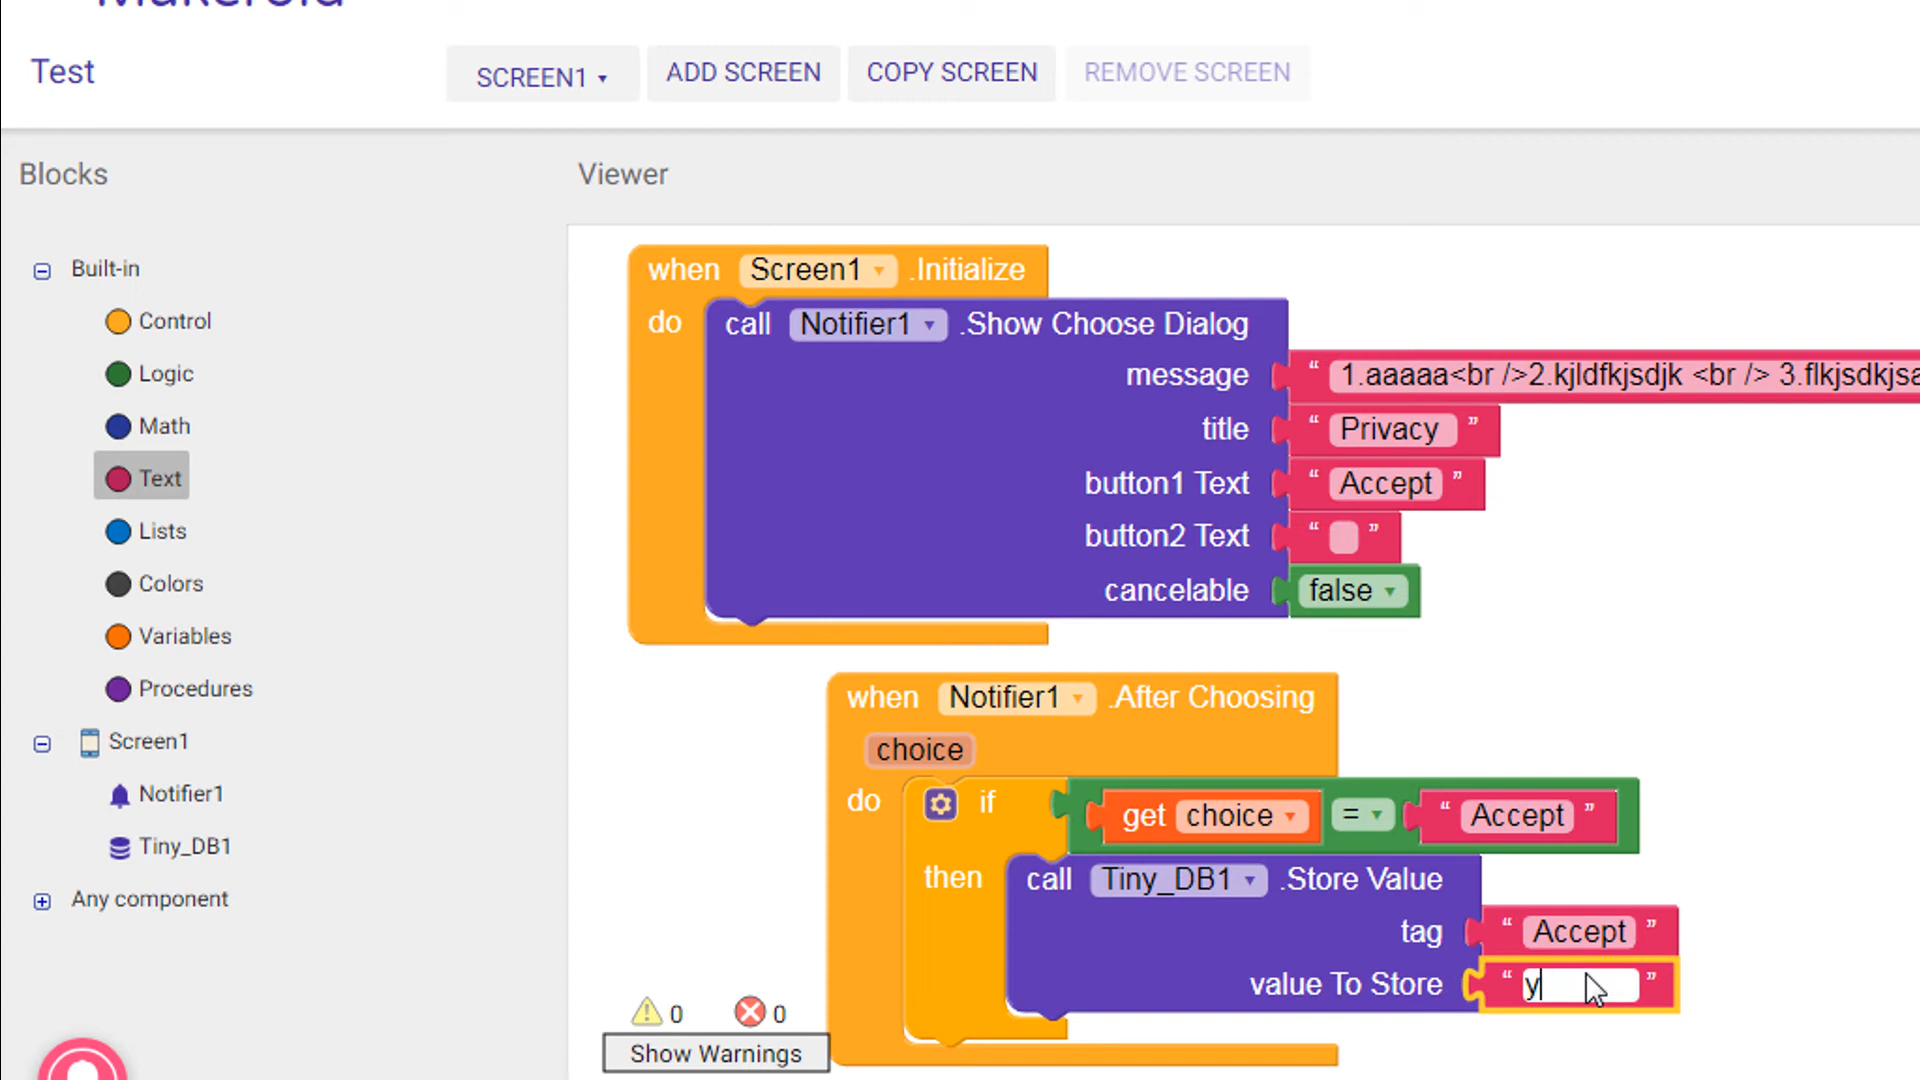 Test
SCREEN1 ▾
ADD SCREEN
COPY SCREEN
REMOVE SCREEN
Blocks
Viewer
Built-in
Control
Logic
Math
Text
Lists
Colors
Variables
Procedures
Screen1
Notifier1
Tiny_DB1
Any component
when Screen1 .Initialize
do call Notifier1 .Show Choose Dialog
message “ 1.aaaaa<br />2.kjldfkjsdjk <br />
title “ Privacy ”
button1 Text “ Accept ”
button2 Text “ ”
cancelable false
when Notifier1 .After Choosing
choice
do if get choice = “ Accept ”
then call Tiny_DB1 .Store Value
tag “ Accept ”
value To Store “ y ”
0 0
Show Warnings